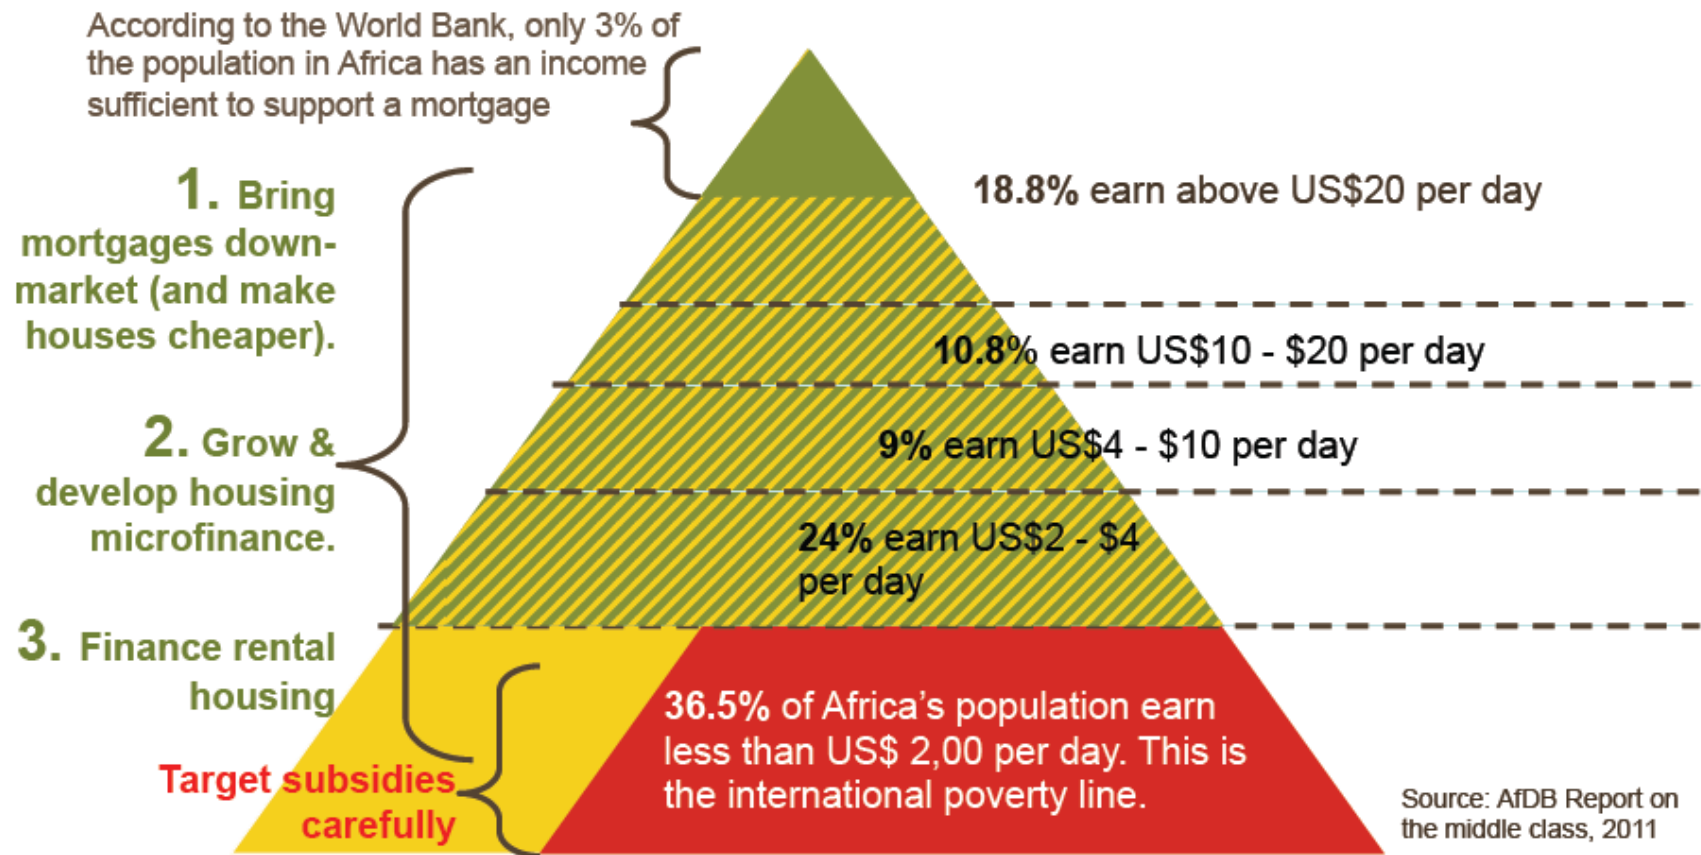 According to the World Bank, only 3% of
the population in Africa has an income
sufficient to support a mortgage
1. Bring
mortgages down-
market (and make
houses cheaper).
2. Grow &
develop housing
microfinance.
3. Finance rental
housing
Target subsidies
carefully
18.8% earn above US$20 per day
10.8% earn US$10 - $20 per day
9% earn US$4 - $10 per day
24% earn US$2 - $4
per day
36.5% of Africa’s population earn
less than US$ 2,00 per day. This is
the international poverty line.
Source: AfDB Report on
the middle class, 2011